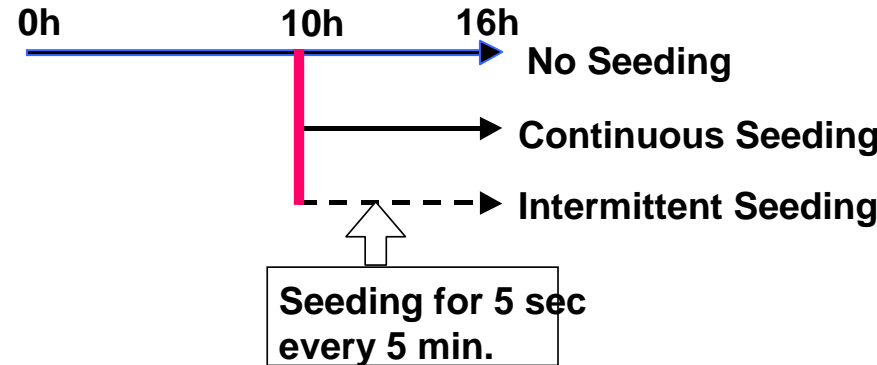 0h 10h 16h
No Seeding
Continuous Seeding
Intermittent Seeding
Seeding for 5 sec
every 5 min.